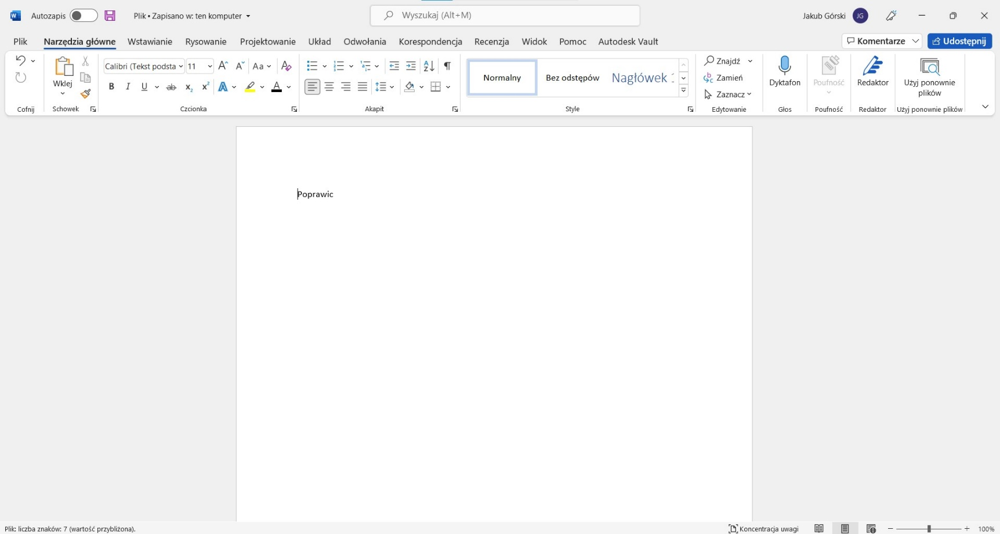 Autozapis
Plik • Zapisano w: ten komputer
Wyszukaj (Alt+M)
Jakub Górski
JG
Plik
Narzędzia główne
Wstawianie
Rysowanie
Projektowanie
Układ
Odwołania
Korespondencja
Recenzja
Widok
Pomoc
Autodesk Vault
Komentarze
Udostępnij
Wklej
Calibri (Tekst podsta
11
Normalny
Bez odstępów
Nagłówek
Znajdź
Zamień
Zaznacz
Dyktafon
Poufność
Redaktor
Użyj ponownie
plików
Cofnij
Schowek
Czcionka
Akapit
Style
Edytowanie
Głos
Poufność
Redaktor
Użyj ponownie plików
Poprawic
Plik: liczba znaków: 7 (wartość przybliżona).
Koncentracja uwagi
100%